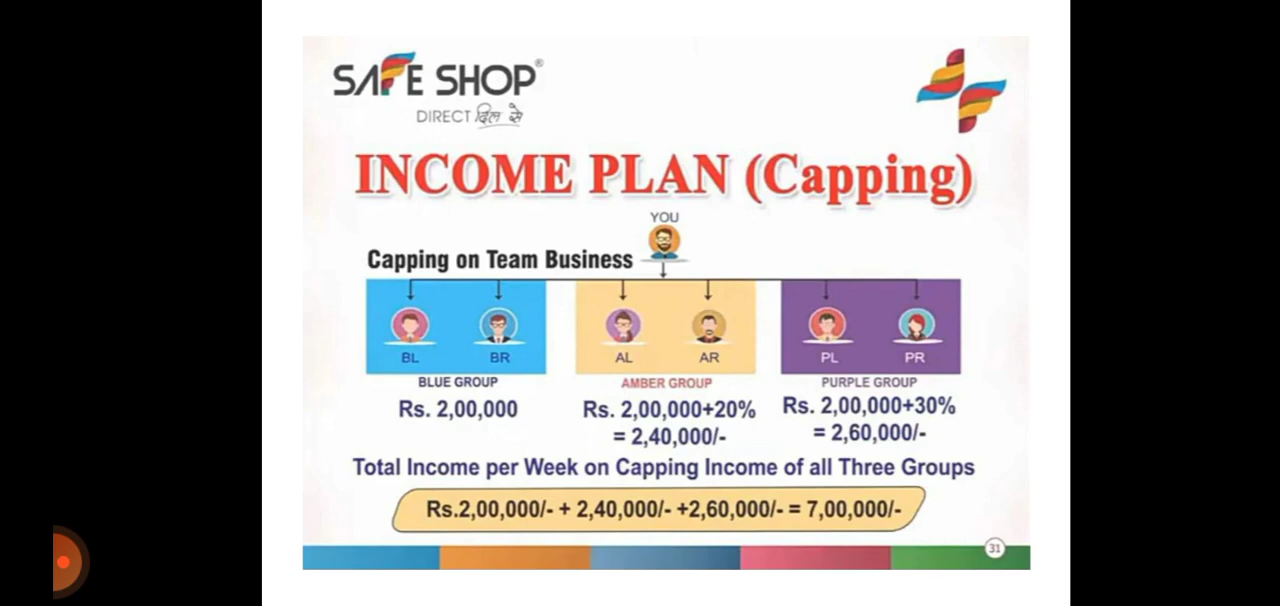 SAFE SHOP®
DIRECT दिल से
INCOME PLAN (Capping)
YOU
Capping on Team Business
BL BR AL AR PL PR
BLUE GROUP AMBER GROUP PURPLE GROUP
Rs. 2,00,000 Rs. 2,00,000+20% Rs. 2,00,000+30%
= 2,40,000/- = 2,60,000/-
Total Income per Week on Capping Income of all Three Groups
Rs.2,00,000/- + 2,40,000/- +2,60,000/- = 7,00,000/-
31